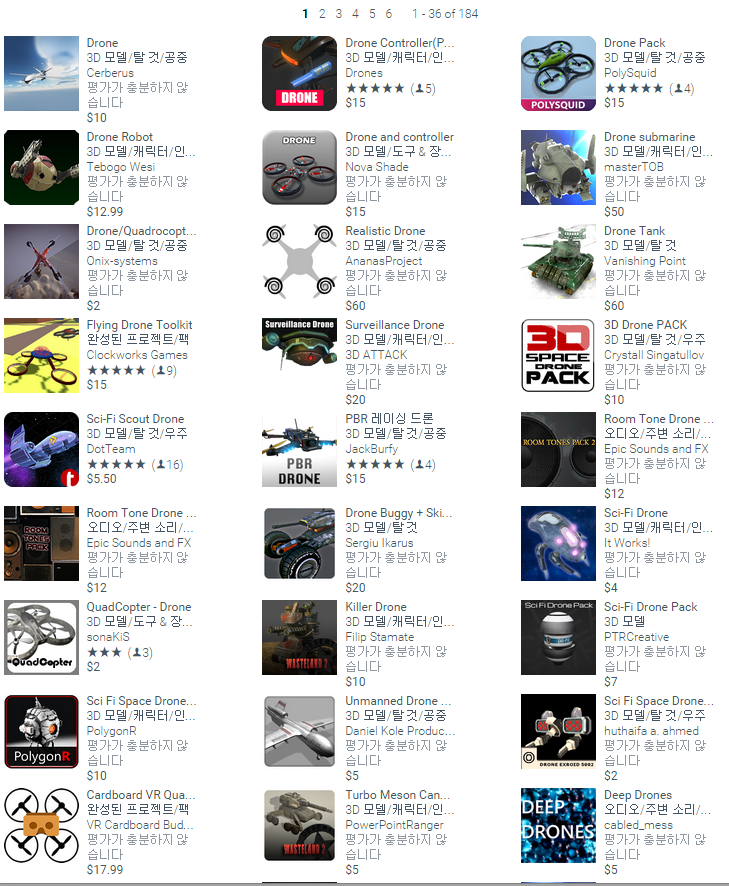 1 2 3 4 5 6 1 - 36 of 184
Drone
3D 모델/탈 것/공중
Cerberus
평가가 충분하지 않
습니다
$10
DRONE
Drone Controller(P...
3D 모델/캐릭터/인...
Drones
★★★★★ (5)
$15
POLYSQUID
Drone Pack
3D 모델/탈 것/공중
PolySquid
★★★★★ (4)
$15
Drone Robot
3D 모델/캐릭터/인...
Tebogo Wesi
평가가 충분하지 않
습니다
$12.99
DRONE
Drone and controller
3D 모델/도구 & 장...
Nova Shade
평가가 충분하지 않
습니다
$15
Drone submarine
3D 모델/캐릭터/인...
masterTOB
평가가 충분하지 않
습니다
$50
Drone/Quadrocopt...
3D 모델/탈 것/공중
Onix-systems
평가가 충분하지 않
습니다
$2
Realistic Drone
3D 모델/탈 것/공중
AnanasProject
평가가 충분하지 않
습니다
$60
Drone Tank
3D 모델/탈 것
Vanishing Point
평가가 충분하지 않
습니다
$60
Flying Drone Toolkit
완성된 프로젝트/팩
Clockworks Games
★★★★★ (9)
$15
Surveillance Drone
Surveillance Drone
3D 모델/캐릭터/인...
3D ATTACK
평가가 충분하지 않
습니다
$20
3D
SPACE
DRONE
PACK
3D Drone PACK
3D 모델/탈 것/우주
Crystall Singatullov
평가가 충분하지 않
습니다
$10
Sci-Fi Scout Drone
3D 모델/탈 것/우주
DotTeam
★★★★★ (16)
$5.50
PBR
DRONE
PBR 레이싱 드론
3D 모델/탈 것/공중
JackBurfy
★★★★★ (4)
$15
ROOM TONES PACK 2
Room Tone Drone ...
오디오/주변 소리/...
Epic Sounds and FX
평가가 충분하지 않
습니다
$12
ROOM
TONES
PACK
Room Tone Drone ...
오디오/주변 소리/...
Epic Sounds and FX
평가가 충분하지 않
습니다
$12
Drone Buggy + Ski...
3D 모델/탈 것
Sergiu Ikarus
평가가 충분하지 않
습니다
$20
Sci-Fi Drone
3D 모델/캐릭터/인...
It Works!
평가가 충분하지 않
습니다
$4
QuadCopter
QuadCopter - Drone
3D 모델/도구 & 장...
sonaKiS
★★★ (3)
$2
WASTELAND 2
Killer Drone
3D 모델/캐릭터/인...
Filip Stamate
평가가 충분하지 않
습니다
$10
Sci Fi Drone Pack
Sci-Fi Drone Pack
3D 모델
PTRCreative
평가가 충분하지 않
습니다
$7
PolygonR
Sci Fi Space Drone...
3D 모델/캐릭터/인...
PolygonR
평가가 충분하지 않
습니다
$10
Unmanned Drone ...
3D 모델/탈 것/공중
Daniel Kole Produc...
평가가 충분하지 않
습니다
$5
DRONE EXROID 5002
Sci Fi Space Drone...
3D 모델/탈 것/우주
huthaifa a. ahmed
평가가 충분하지 않
습니다
$2
Cardboard VR Qua...
완성된 프로젝트/팩
VR Cardboard Bud...
평가가 충분하지 않
습니다
$17.99
WASTELAND 2
Turbo Meson Can...
3D 모델/캐릭터/인...
PowerPointRanger
평가가 충분하지 않
습니다
$5
DEEP
DRONES
Deep Drones
오디오/주변 소리/...
cabled_mess
평가가 충분하지 않
습니다
$5